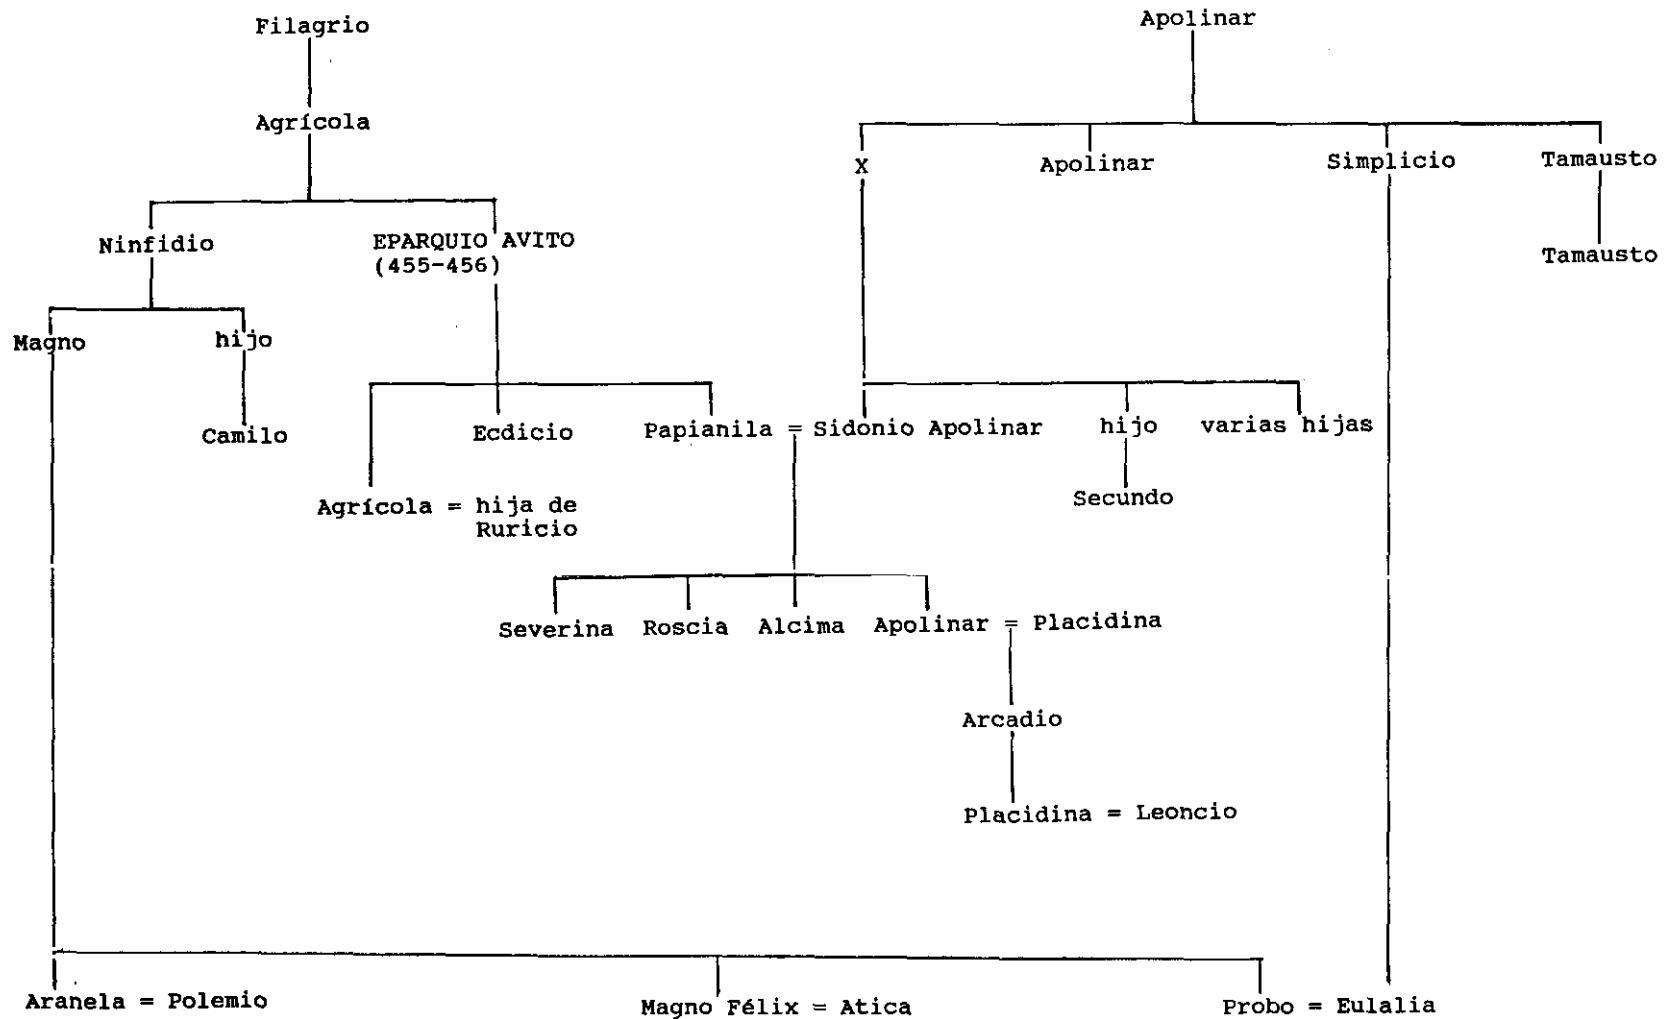 Filagrio
Apolinar
Agrícola
X
Apolinar
Simplicio
Tamausto
Ninfidio
EPARQUIO AVITO
(455-456)
Tamausto
Magno
hijo
Camilo
Ecdicio
Papianila = Sidonio Apolinar
hijo
varias hijas
Agrícola = hija de
Ruricio
Secundo
Severina
Roscia
Alcima
Apolinar = Placidina
Arcadio
Placidina = Leoncio
Aranela = Polemio
Magno Félix = Atica
Probo = Eulalia